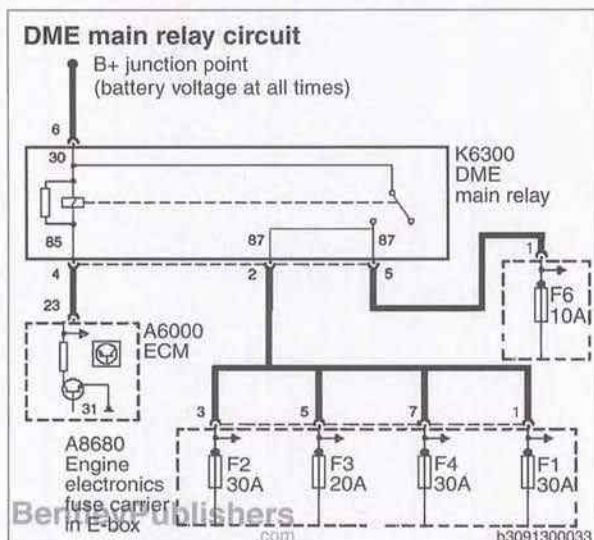 DME main relay circuit
B+ junction point
(battery voltage at all times)
6
30
K6300
DME
main relay
85
87
87
4
2
5
1
23
F6
10A
A6000
ECM
31
3
5
7
1
A8680
Engine
electronics
fuse carrier
in E-box
F2
30A
F3
20A
F4
30A
F1
30A
BentleyPublishers
.com
b3091300033